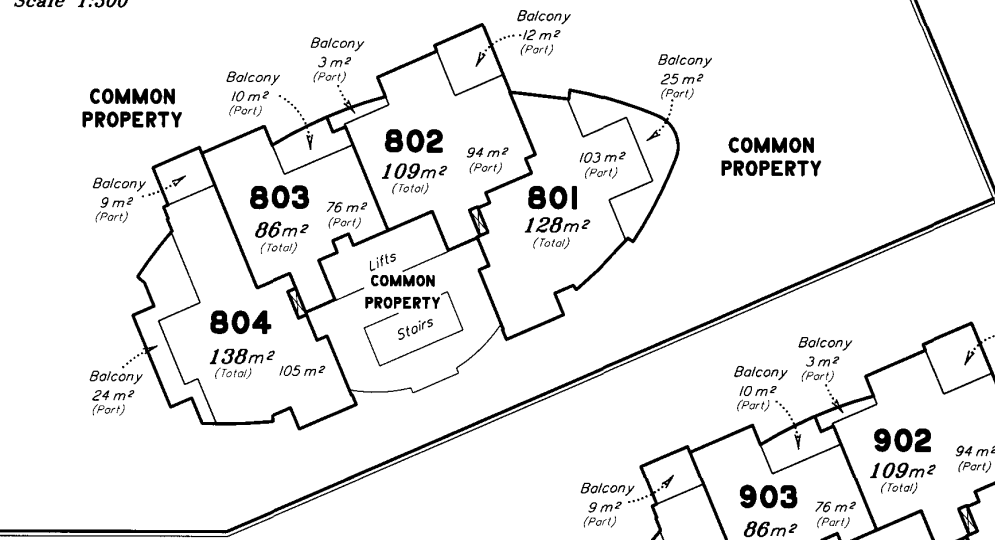 Scale 1:500
Balcony
12 m²
(Part)
Balcony
3 m²
(Part)
Balcony
25 m²
(Part)
Balcony
10 m²
(Part)
COMMON
PROPERTY
802
109m²
(Total)
94 m²
(Part)
103 m²
(Part)
COMMON
PROPERTY
Balcony
9 m²
(Part)
803
86m²
(Total)
76 m²
(Part)
801
128m²
(Total)
Lifts
COMMON
PROPERTY
Stairs
804
138m²
(Total)
105 m²
Balcony
24 m²
(Part)
Balcony
3 m²
(Part)
Balcony
10 m²
(Part)
902
109m²
(Total)
94 m²
(Part)
Balcony
9 m²
(Part)
903
86m²
76 m²
(Part)